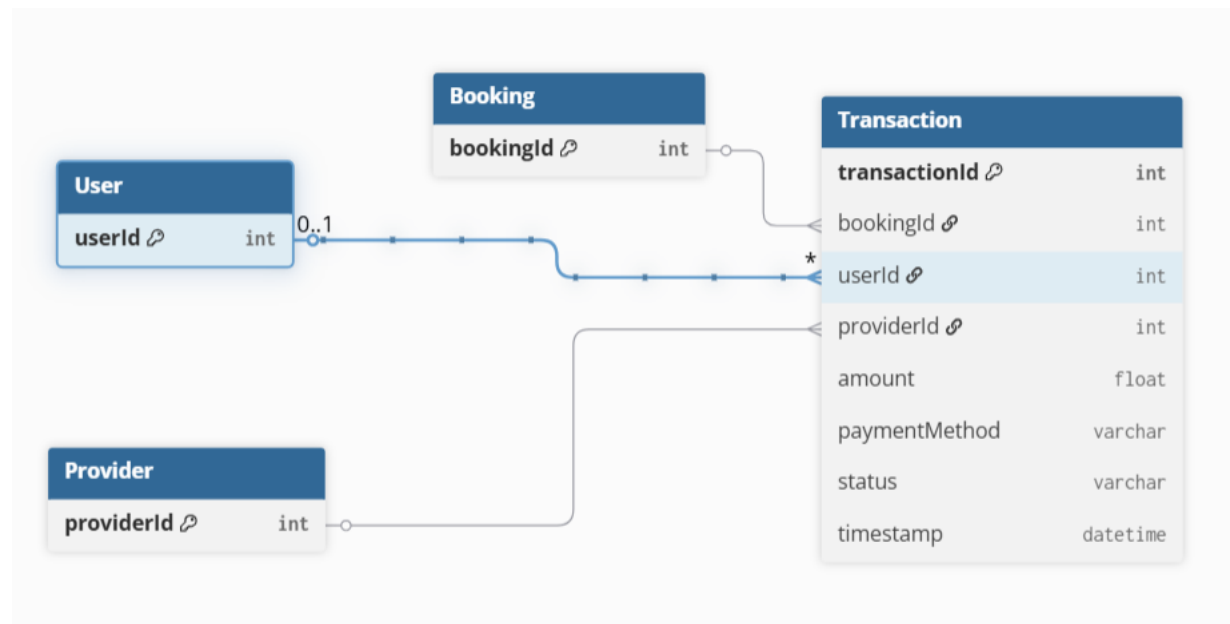 Booking
bookingId int
User
userId int
0..1
*
Provider
providerId int
Transaction
transactionId int
bookingId int
userId int
providerId int
amount float
paymentMethod varchar
status varchar
timestamp datetime